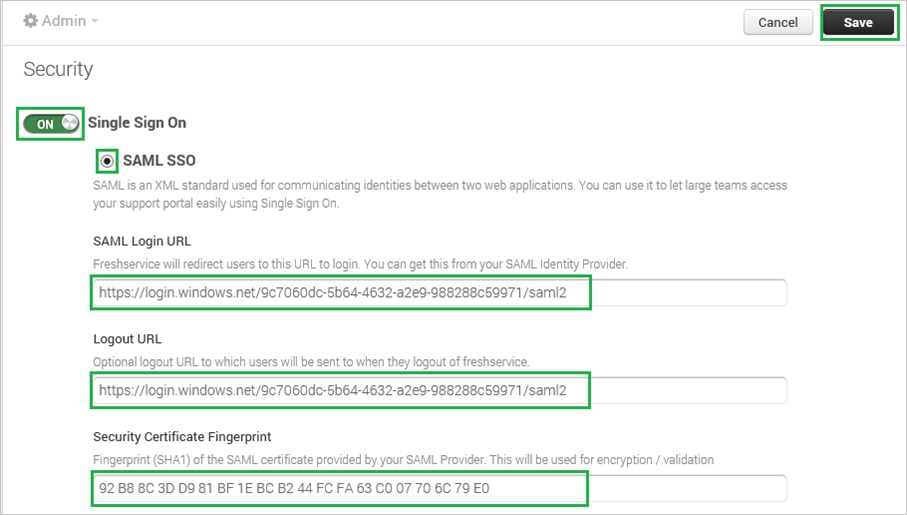 Admin
Cancel
Save
Security
ON
Single Sign On
SAML SSO
SAML is an XML standard used for communicating identities between two web applications. You can use it to let large teams access
your support portal easily using Single Sign On.
SAML Login URL
Freshservice will redirect users to this URL to login. You can get this from your SAML Identity Provider.
https://login.windows.net/9c7060dc-5b64-4632-a2e9-988288c59971/saml2
Logout URL
Optional logout URL to which users will be sent to when they logout of freshservice.
https://login.windows.net/9c7060dc-5b64-4632-a2e9-988288c59971/saml2
Security Certificate Fingerprint
Fingerprint (SHA1) of the SAML certificate provided by your SAML Provider. This will be used for encryption / validation
92 B8 8C 3D D9 81 BF 1E BC B2 44 FC FA 63 C0 07 70 6C 79 E0